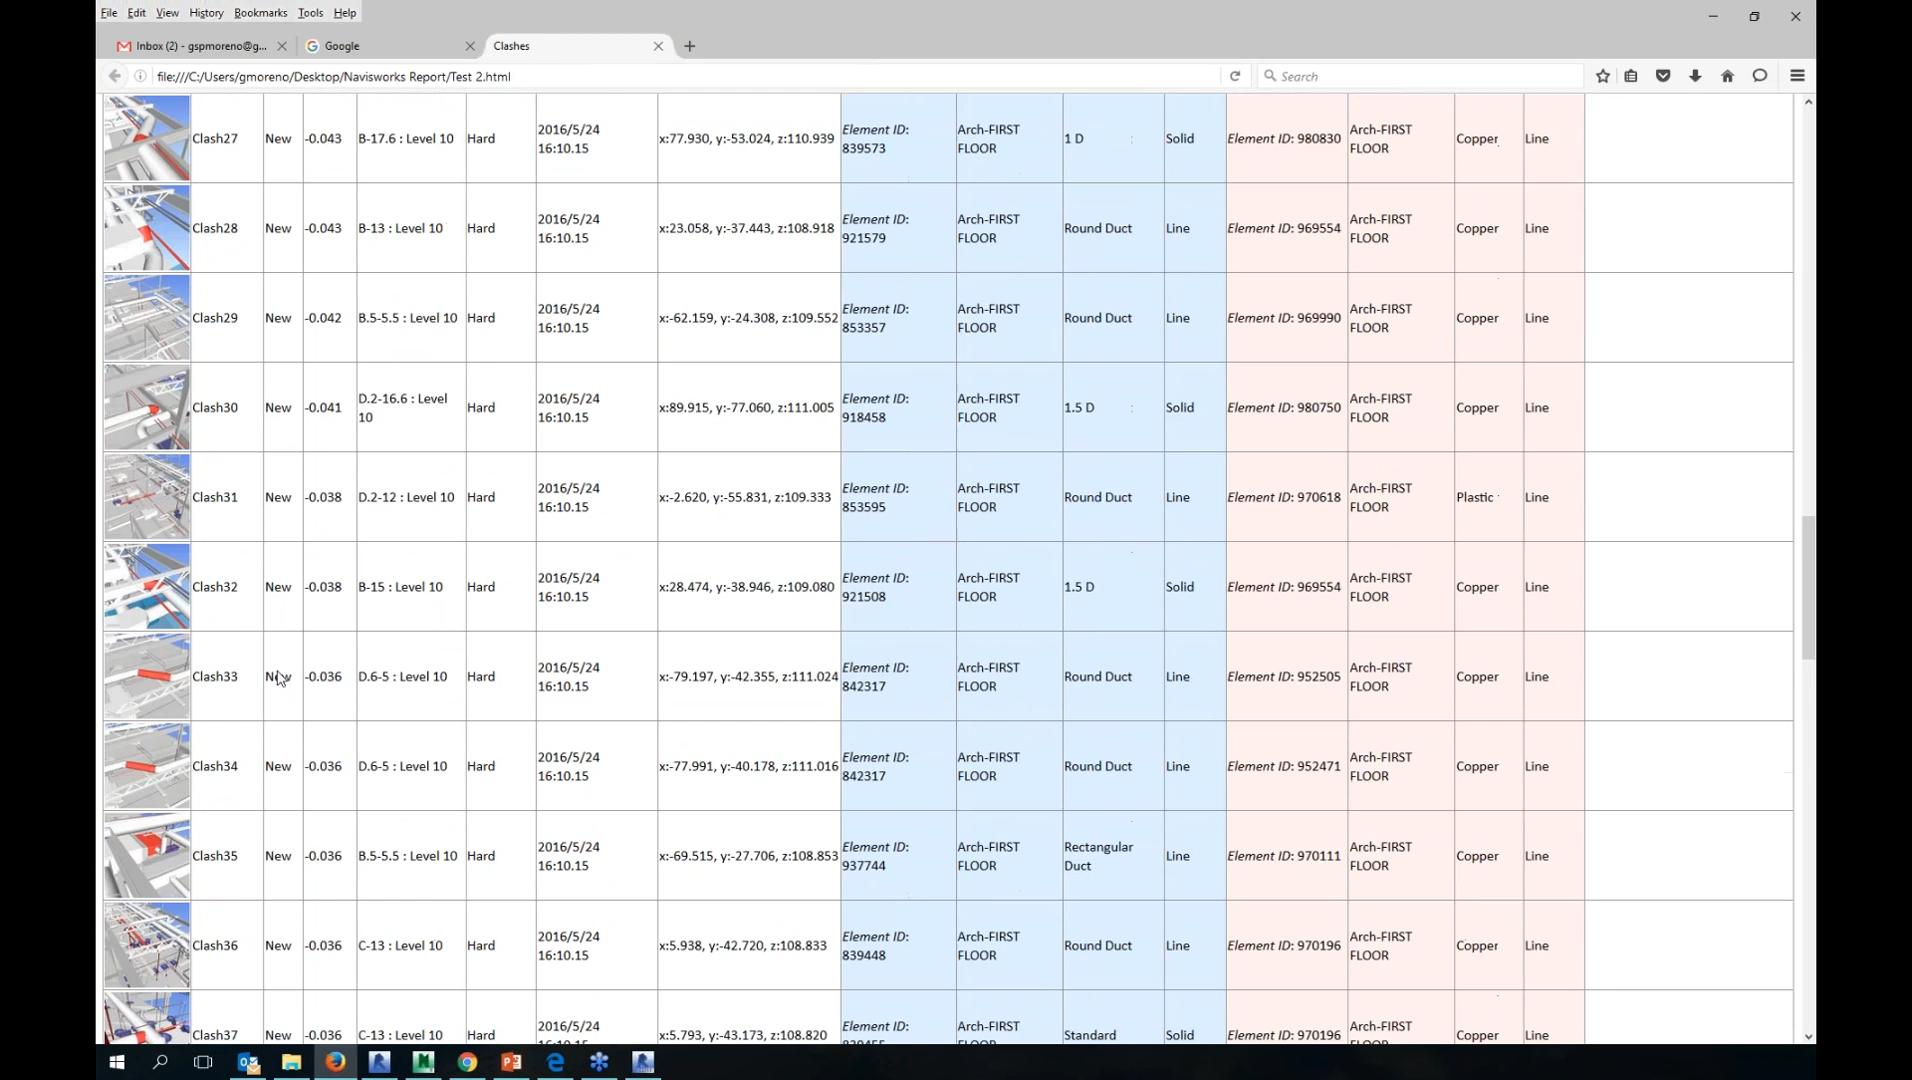 File Edit View History Bookmarks Tools Help
Inbox (2) - gspmoreno@g... Google Clashes
file:///C:/Users/gmoreno/Desktop/Navisworks Report/Test 2.html Search
Clash27 New -0.043 B-17.6 : Level 10 Hard 2016/5/24 16:10.15 x:77.930, y:-53.024, z:110.939 Element ID: 839573 Arch-FIRST FLOOR 1 D Solid Element ID: 980830 Arch-FIRST FLOOR Copper Line
Clash28 New -0.043 B-13 : Level 10 Hard 2016/5/24 16:10.15 x:23.058, y:-37.443, z:108.918 Element ID: 921579 Arch-FIRST FLOOR Round Duct Line Element ID: 969554 Arch-FIRST FLOOR Copper Line
Clash29 New -0.042 B.5-5.5 : Level 10 Hard 2016/5/24 16:10.15 x:-62.159, y:-24.308, z:109.552 Element ID: 853357 Arch-FIRST FLOOR Round Duct Line Element ID: 969990 Arch-FIRST FLOOR Copper Line
Clash30 New -0.041 D.2-16.6 : Level 10 Hard 2016/5/24 16:10.15 x:89.915, y:-77.060, z:111.005 Element ID: 918458 Arch-FIRST FLOOR 1.5 D Solid Element ID: 980750 Arch-FIRST FLOOR Copper Line
Clash31 New -0.038 D.2-12 : Level 10 Hard 2016/5/24 16:10.15 x:-2.620, y:-55.831, z:109.333 Element ID: 853595 Arch-FIRST FLOOR Round Duct Line Element ID: 970618 Arch-FIRST FLOOR Plastic Line
Clash32 New -0.038 B-15 : Level 10 Hard 2016/5/24 16:10.15 x:28.474, y:-38.946, z:109.080 Element ID: 921508 Arch-FIRST FLOOR 1.5 D Solid Element ID: 969554 Arch-FIRST FLOOR Copper Line
Clash33 New -0.036 D.6-5 : Level 10 Hard 2016/5/24 16:10.15 x:-79.197, y:-42.355, z:111.024 Element ID: 842317 Arch-FIRST FLOOR Round Duct Line Element ID: 952505 Arch-FIRST FLOOR Copper Line
Clash34 New -0.036 D.6-5 : Level 10 Hard 2016/5/24 16:10.15 x:-77.991, y:-40.178, z:111.016 Element ID: 842317 Arch-FIRST FLOOR Round Duct Line Element ID: 952471 Arch-FIRST FLOOR Copper Line
Clash35 New -0.036 B.5-5.5 : Level 10 Hard 2016/5/24 16:10.15 x:-69.515, y:-27.706, z:108.853 Element ID: 937744 Arch-FIRST FLOOR Rectangular Duct Line Element ID: 970111 Arch-FIRST FLOOR Copper Line
Clash36 New -0.036 C-13 : Level 10 Hard 2016/5/24 16:10.15 x:5.938, y:-42.720, z:108.833 Element ID: 839448 Arch-FIRST FLOOR Round Duct Line Element ID: 970196 Arch-FIRST FLOOR Copper Line
Clash37 New -0.036 C-13 : Level 10 Hard 2016/5/24 x:5.793, y:-43.173, z:108.820 Element ID: Arch-FIRST Standard Solid Element ID: 970196 Arch-FIRST Copper Line